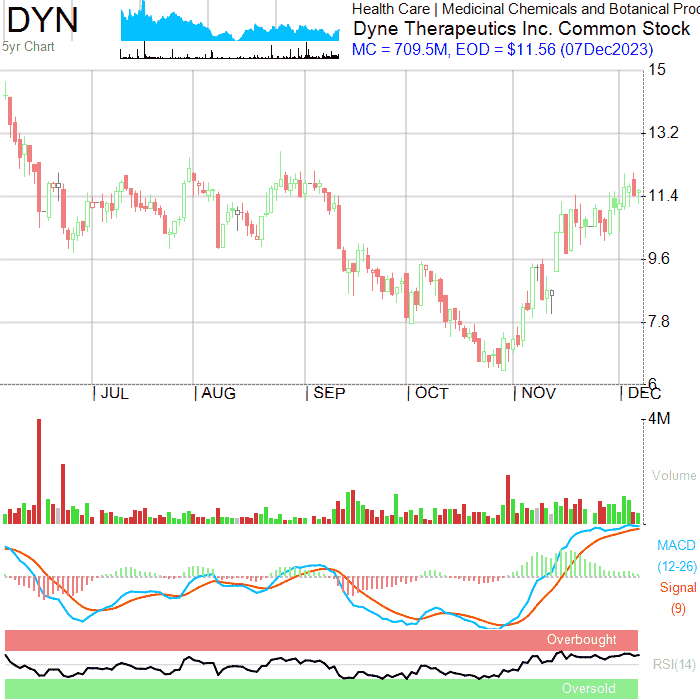 DYN
5yr Chart
Health Care | Medicinal Chemicals and Botanical Proc
Dyne Therapeutics Inc. Common Stock
MC = 709.5M, EOD = $11.56 (07Dec2023)
15
13.2
11.4
9.6
7.8
6
JUL
AUG
SEP
OCT
NOV
DEC
4M
Volume
MACD
(12-26)
Signal
(9)
Overbought
RSI(14)
Oversold